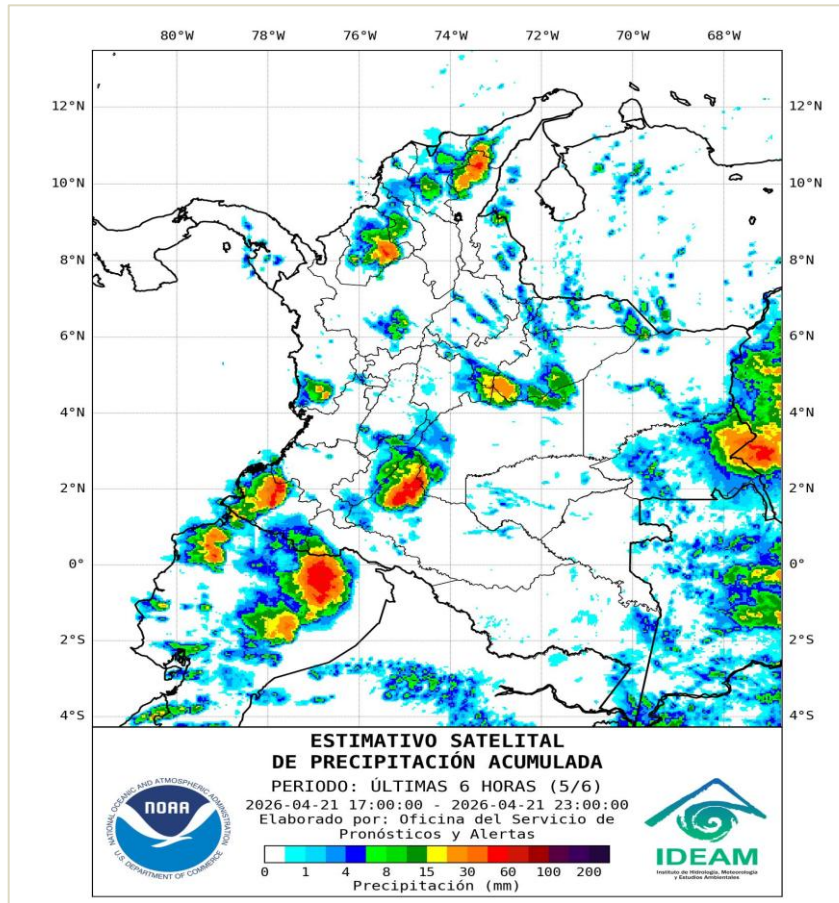 80°W 78°W 76°W 74°W 72°W 70°W 68°W
12°N 12°N
10°N 10°N
8°N 8°N
6°N 6°N
4°N 4°N
2°N 2°N
0° 0°
2°S 2°S
4°S 4°S
ESTIMATIVO SATELITAL
DE PRECIPITACIÓN ACUMULADA
PERIODO: ÚLTIMAS 6 HORAS (5/6)
2026-04-21 17:00:00 - 2026-04-21 23:00:00
Elaborado por: Oficina del Servicio de
Pronósticos y Alertas
0 1 4 8 15 30 60 100 200
Precipitación (mm)
NATIONAL OCEANIC AND ATMOSPHERIC ADMINISTRATION
NOAA
U.S. DEPARTMENT OF COMMERCE
IDEAM
Instituto de Hidrología, Meteorología
y Estudios Ambientales